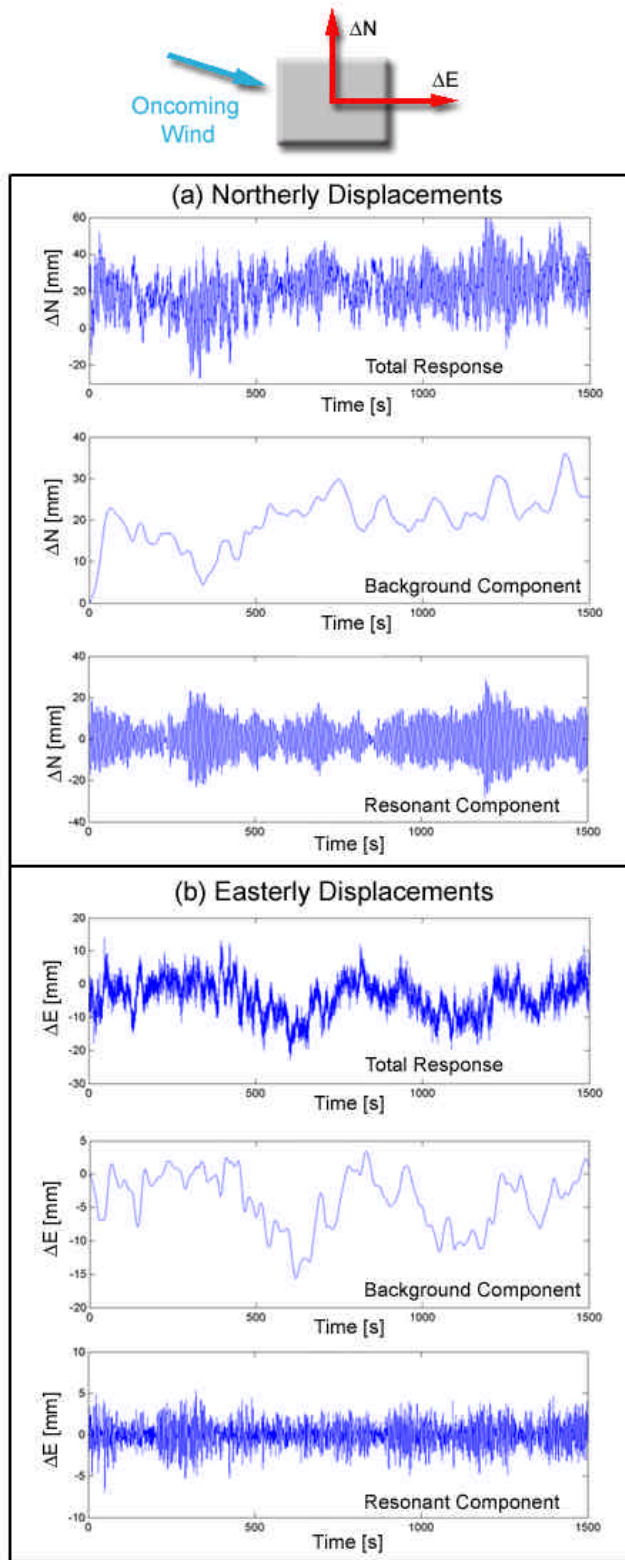 ΔN
ΔE
Oncoming
Wind
(a) Northerly Displacements
60
40
20
0
-20
ΔN [mm]
Total Response
0
500
1000
1500
Time [s]
40
30
20
10
0
ΔN [mm]
Background Component
0
500
1000
1500
Time [s]
40
20
0
-20
-40
ΔN [mm]
Resonant Component
0
500
1000
1500
Time [s]
(b) Easterly Displacements
20
10
0
-10
-20
-30
ΔE [mm]
Total Response
0
500
1000
1500
Time [s]
5
0
-5
-10
-15
-20
ΔE [mm]
Background Component
0
500
1000
1500
Time [s]
10
5
0
-5
-10
ΔE [mm]
Resonant Component
0
500
1000
1500
Time [s]